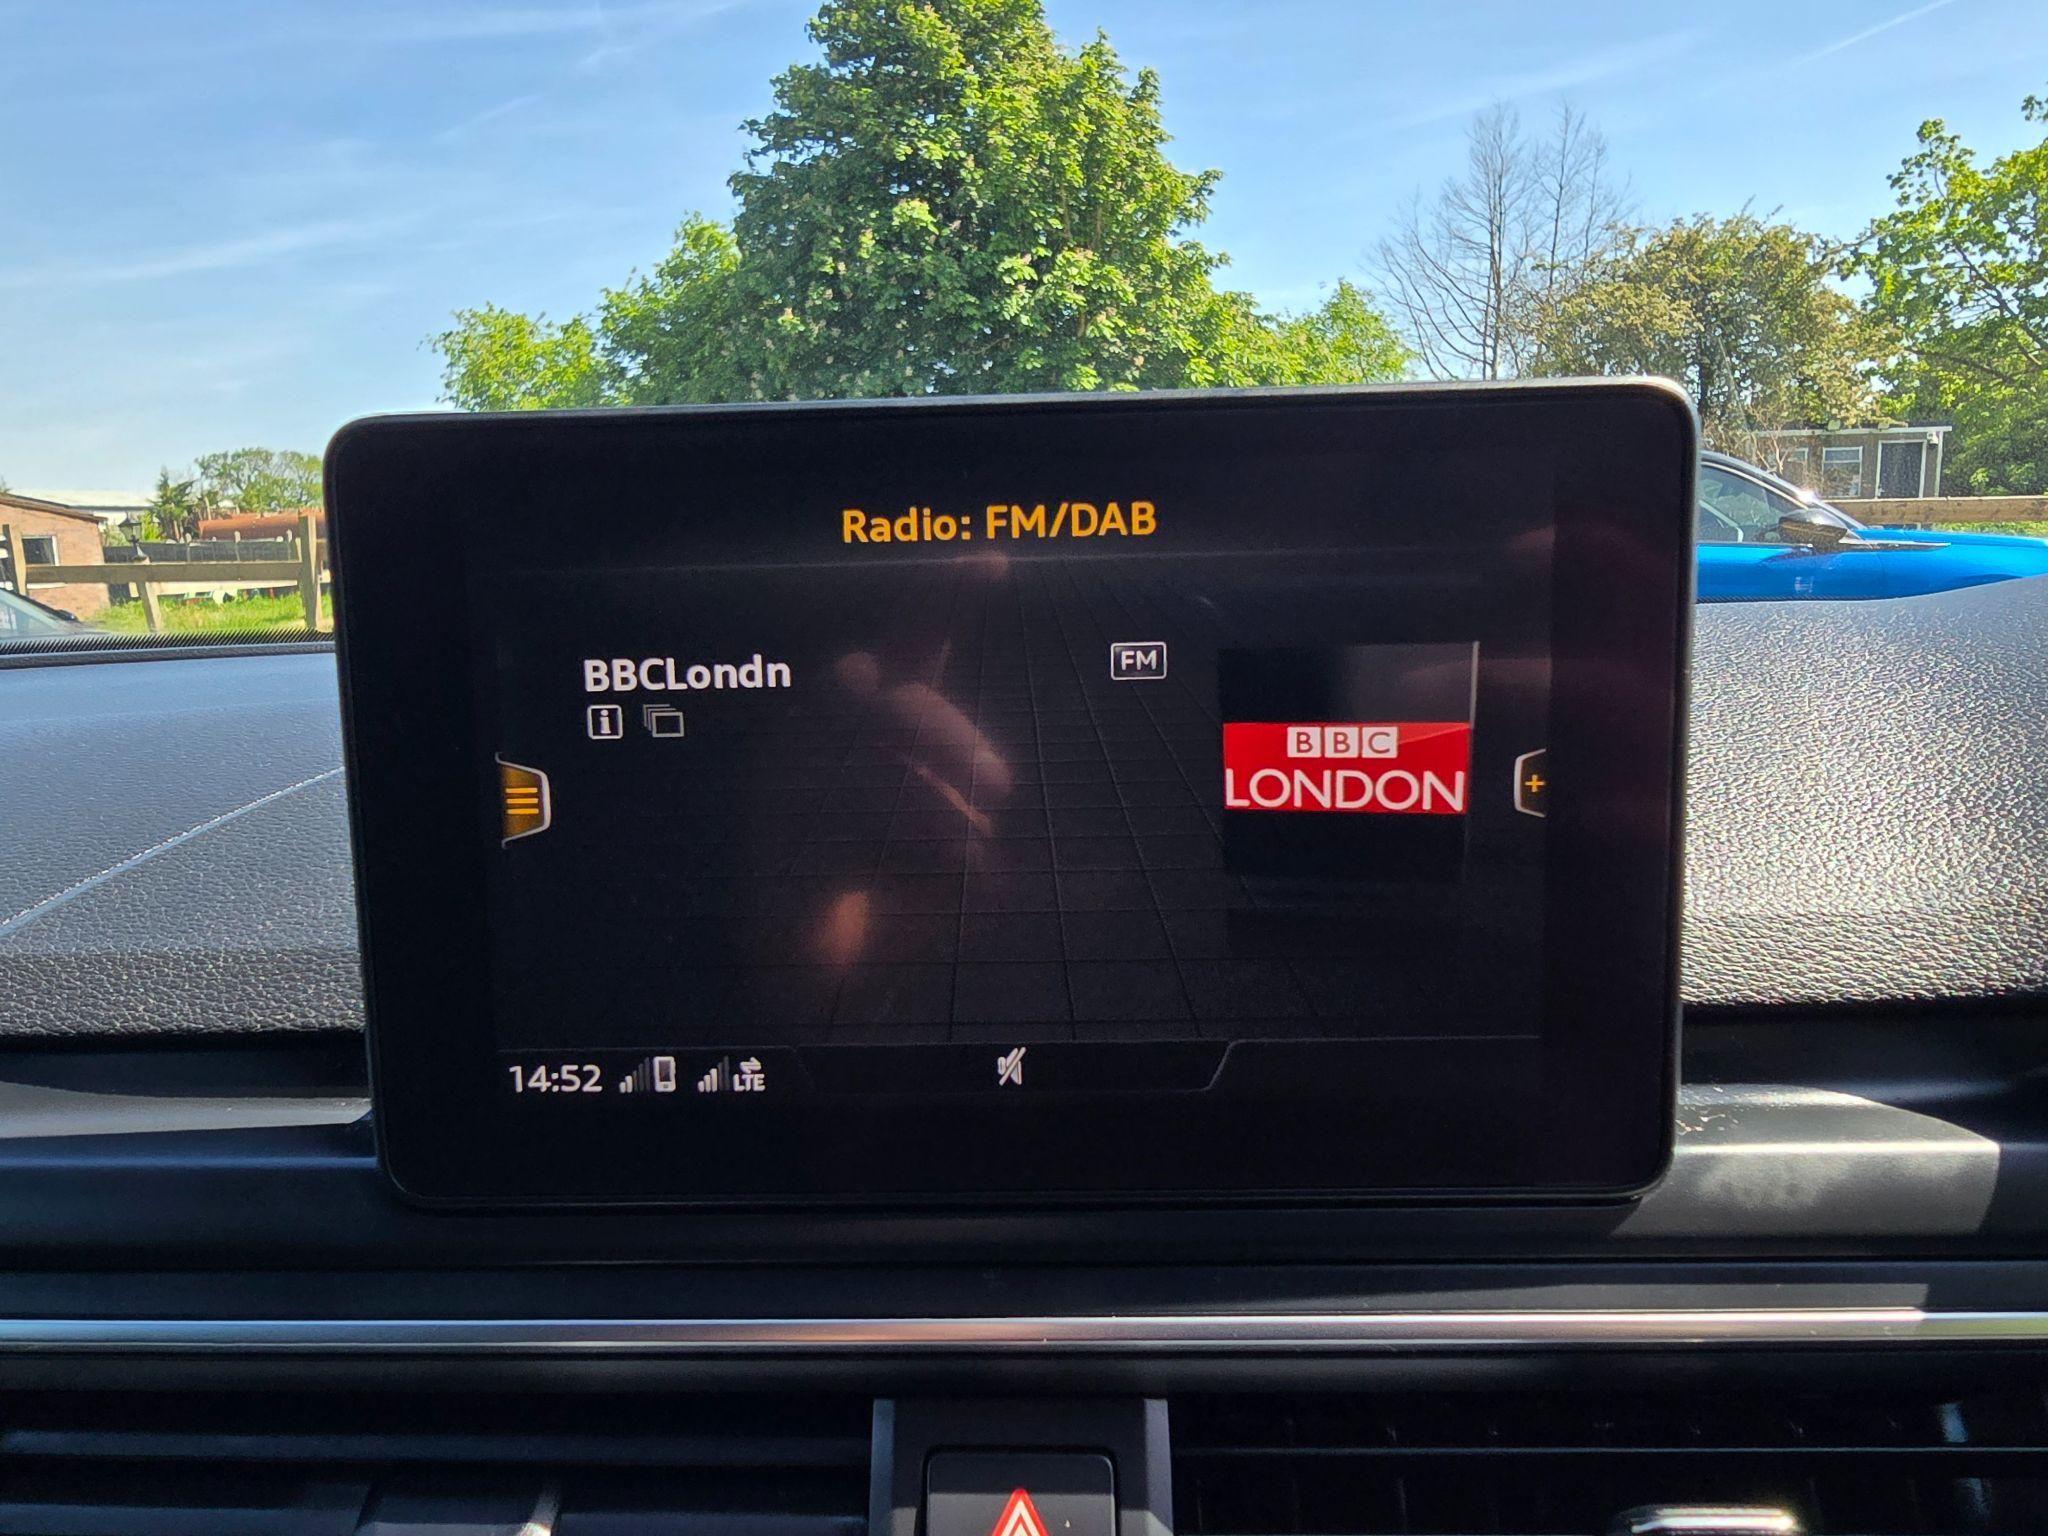 Radio: FM/DAB
BBCLondn
FM
i
BBC
LONDON
14:52
LTE